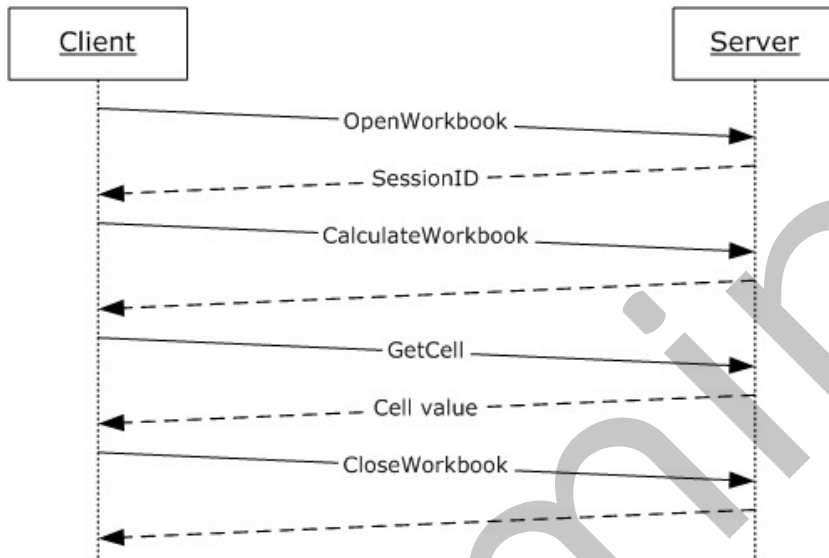 Client
Server
OpenWorkbook
SessionID
CalculateWorkbook
GetCell
Cell value
CloseWorkbook